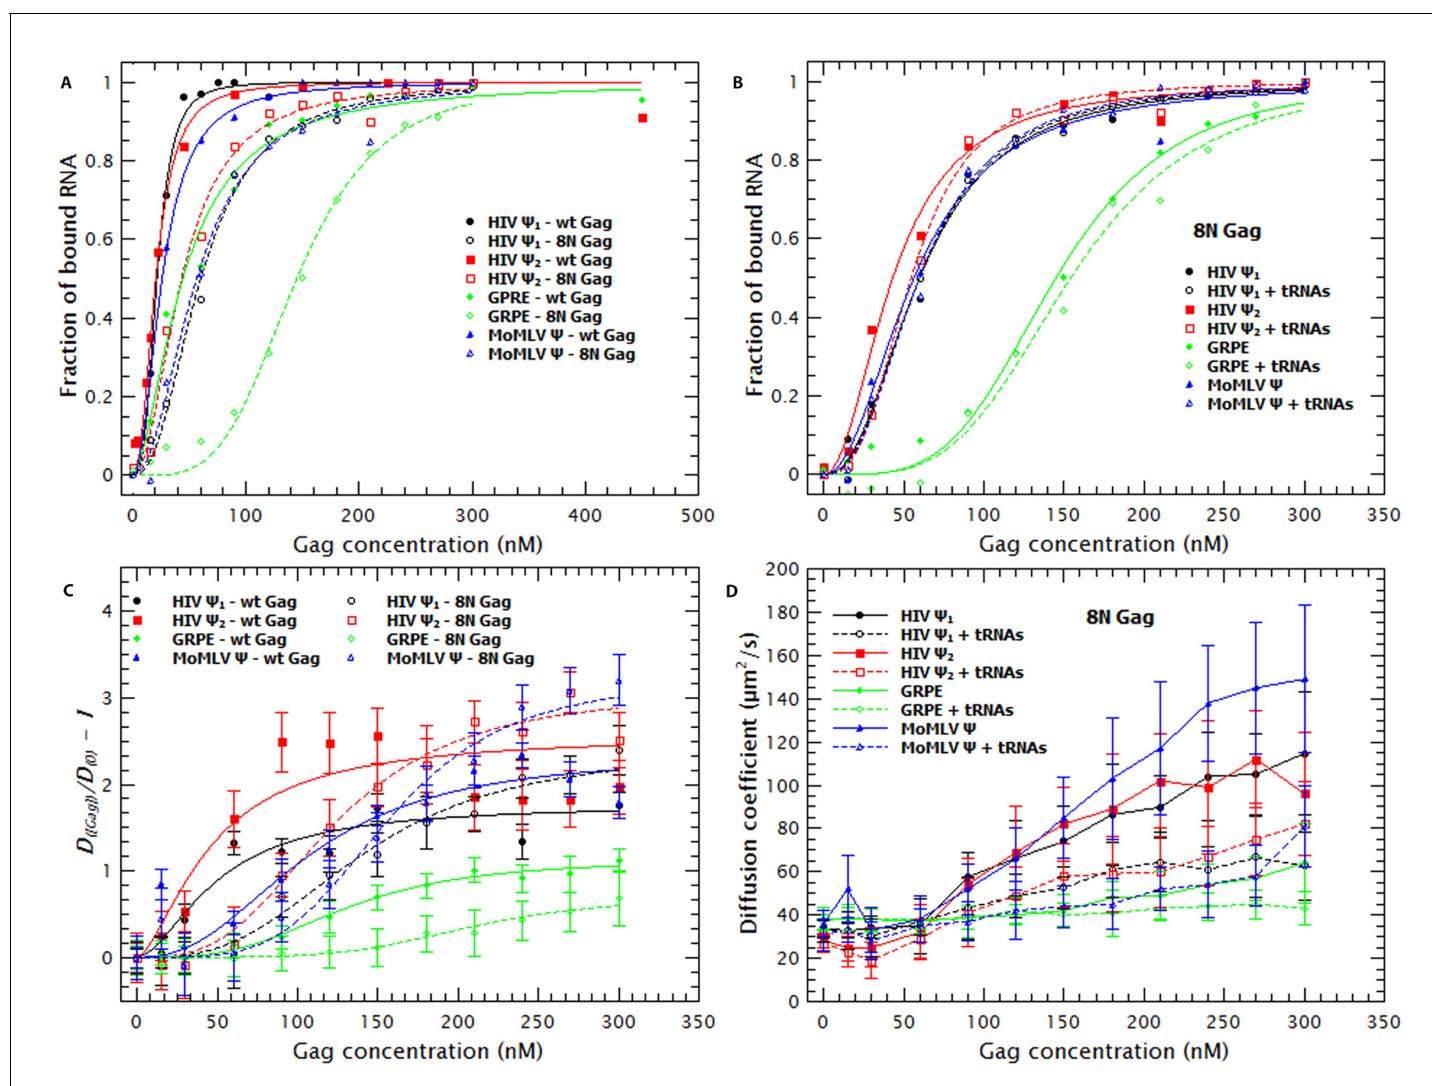 A
Fraction of bound RNA
1
0.8
0.6
0.4
0.2
0
HIV Ψ₁ - wt Gag
HIV Ψ₁ - 8N Gag
HIV Ψ₂ - wt Gag
HIV Ψ₂ - 8N Gag
GPRE - wt Gag
GRPE - 8N Gag
MoMLV Ψ - wt Gag
MoMLV Ψ - 8N Gag
0 100 200 300 400 500
Gag concentration (nM)
B
Fraction of bound RNA
1
0.8
0.6
0.4
0.2
0
8N Gag
HIV Ψ₁
HIV Ψ₁ + tRNAs
HIV Ψ₂
HIV Ψ₂ + tRNAs
GRPE
GRPE + tRNAs
MoMLV Ψ
MoMLV Ψ + tRNAs
0 50 100 150 200 250 300 350
Gag concentration (nM)
C
D([Gag])/D(0) - 1
4
3
2
1
0
HIV Ψ₁ - wt Gag
HIV Ψ₂ - wt Gag
GRPE - wt Gag
MoMLV Ψ - wt Gag
HIV Ψ₁ - 8N Gag
HIV Ψ₂ - 8N Gag
GRPE - 8N Gag
MoMLV Ψ - 8N Gag
0 50 100 150 200 250 300 350
Gag concentration (nM)
D
Diffusion coefficient (µm²/s)
200
180
160
140
120
100
80
60
40
20
0
HIV Ψ₁
HIV Ψ₁ + tRNAs
HIV Ψ₂
HIV Ψ₂ + tRNAs
GRPE
GRPE + tRNAs
MoMLV Ψ
MoMLV Ψ + tRNAs
8N Gag
0 50 100 150 200 250 300 350
Gag concentration (nM)